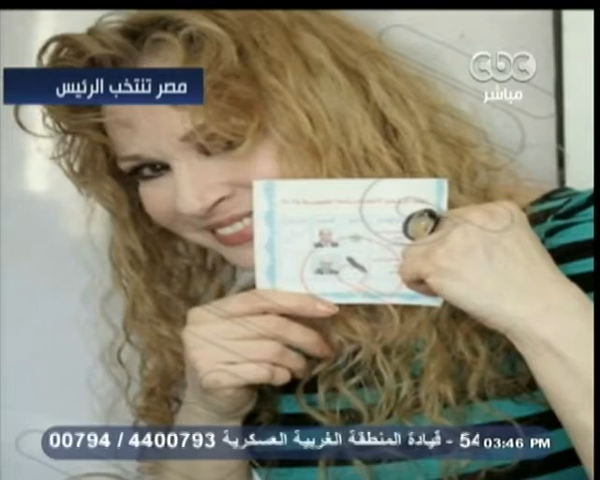 cbc
مباشر
مصر تنتخب الرئيس
54 - قيادة المنطقة الغربية العسكرية 4400793 / 00794
03:46 PM